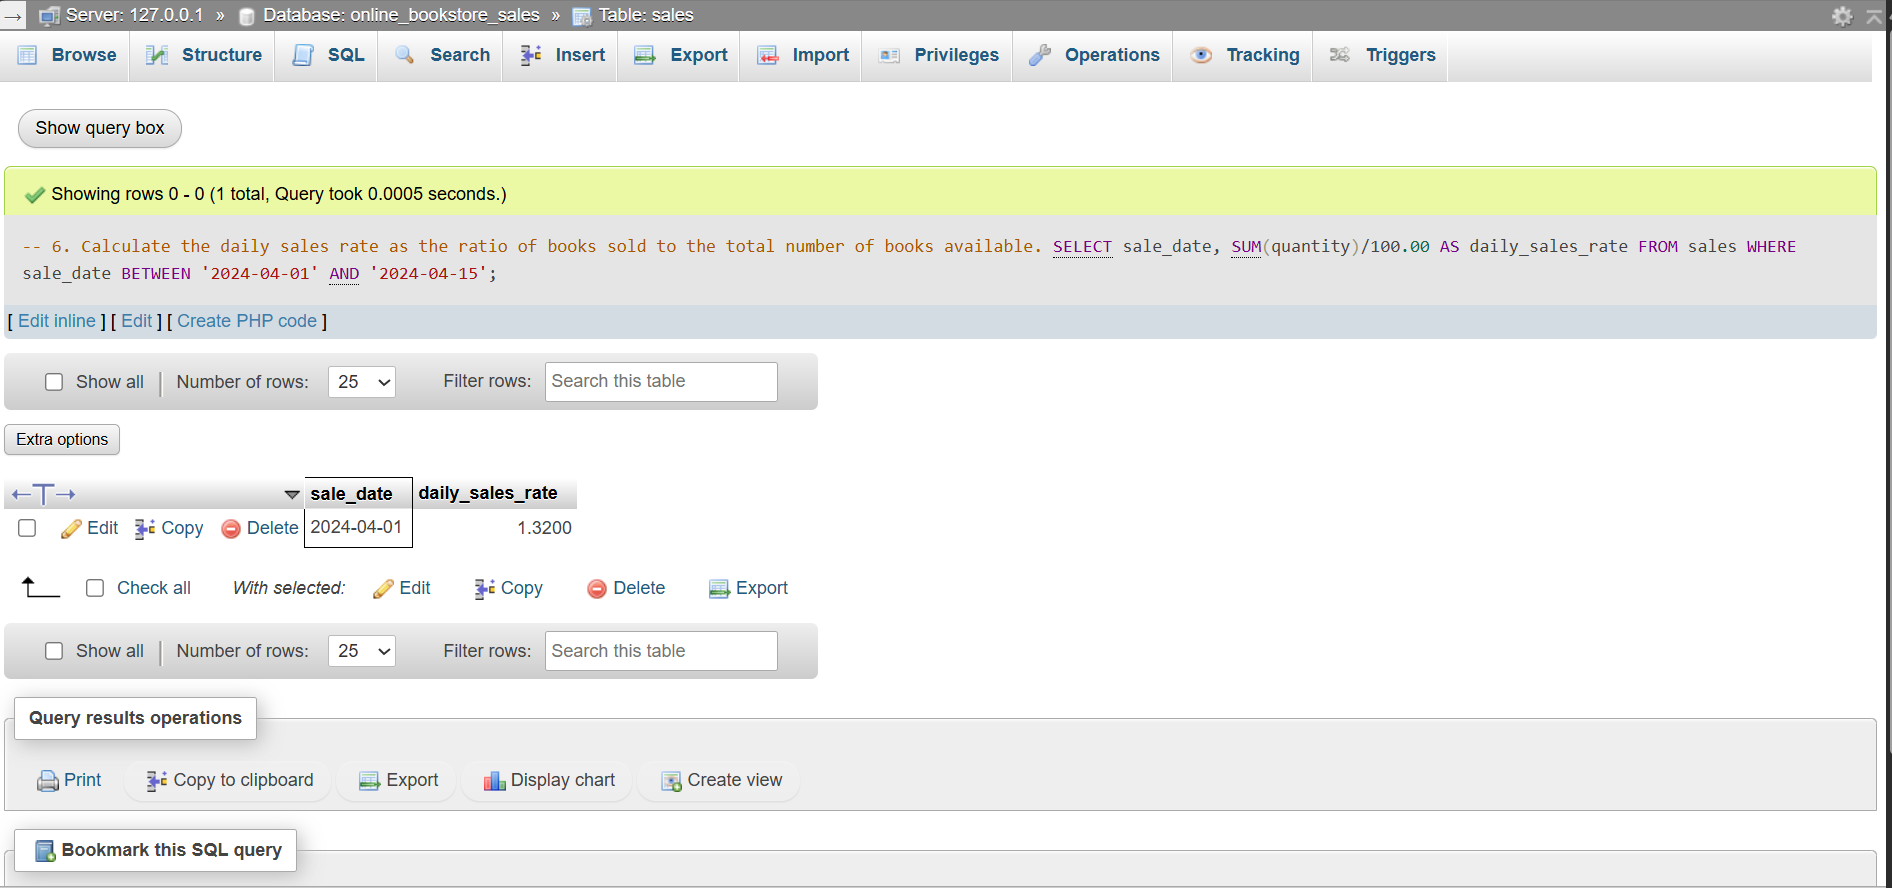 Server: 127.0.0.1 » Database: online_bookstore_sales » Table: sales
Browse Structure SQL Search Insert Export Import Privileges Operations Tracking Triggers
Show query box
Showing rows 0 - 0 (1 total, Query took 0.0005 seconds.)
-- 6. Calculate the daily sales rate as the ratio of books sold to the total number of books available. SELECT sale_date, SUM(quantity)/100.00 AS daily_sales_rate FROM sales WHERE
sale_date BETWEEN '2024-04-01' AND '2024-04-15';
[ Edit inline ] [ Edit ] [ Create PHP code ]
Show all | Number of rows: 25 Filter rows: Search this table
Extra options
←T→ sale_date daily_sales_rate
Edit Copy Delete 2024-04-01 1.3200
Check all With selected: Edit Copy Delete Export
Show all | Number of rows: 25 Filter rows: Search this table
Query results operations
Print Copy to clipboard Export Display chart Create view
Bookmark this SQL query